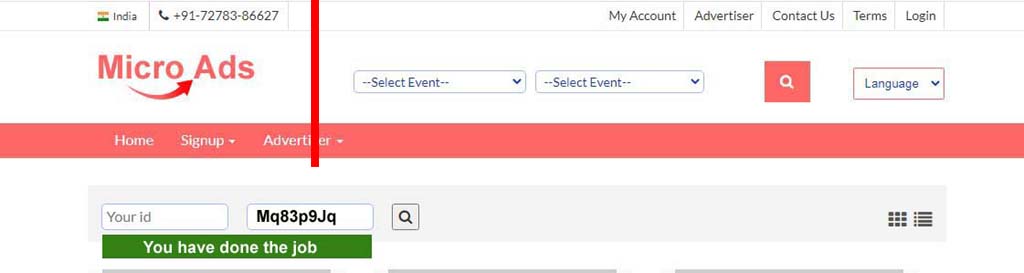 India +91-72783-86627 My Account Advertiser Contact Us Terms Login
Micro Ads
--Select Event-- --Select Event-- Language
Home Signup Advertiser
Your id Mq83p9Jq
You have done the job